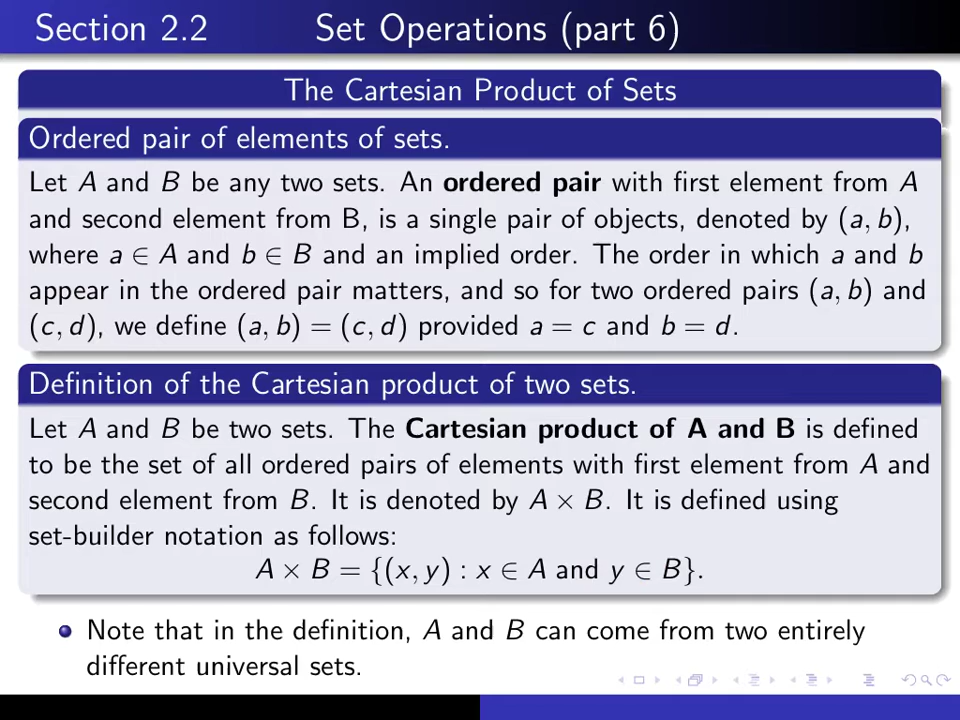 Section 2.2 Set Operations (part 6)
The Cartesian Product of Sets
Ordered pair of elements of sets.
Let A and B be any two sets. An ordered pair with first element from A
and second element from B, is a single pair of objects, denoted by (a, b),
where a ∈ A and b ∈ B and an implied order. The order in which a and b
appear in the ordered pair matters, and so for two ordered pairs (a, b) and
(c, d), we define (a, b) = (c, d) provided a = c and b = d.
Definition of the Cartesian product of two sets.
Let A and B be two sets. The Cartesian product of A and B is defined
to be the set of all ordered pairs of elements with first element from A and
second element from B. It is denoted by A × B. It is defined using
set-builder notation as follows:
A × B = {(x, y) : x ∈ A and y ∈ B}.
Note that in the definition, A and B can come from two entirely
different universal sets.